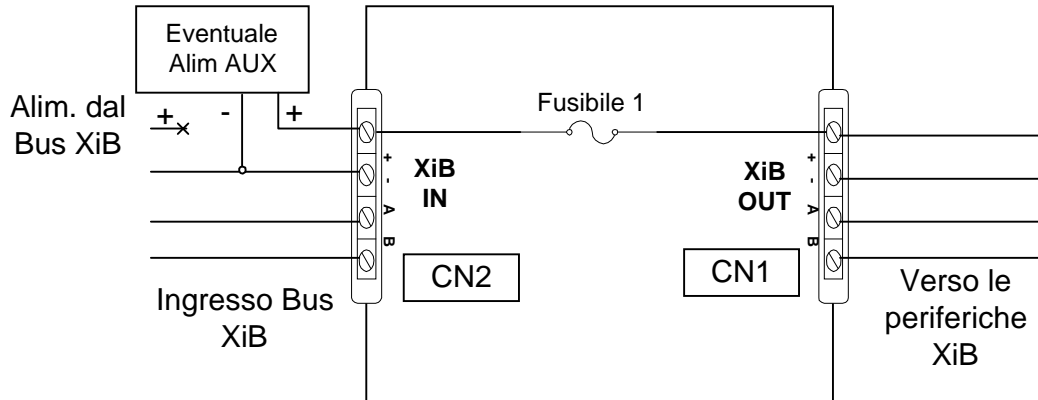 Eventuale
Alim AUX
Alim. dal
Bus XiB
+
-
+
Fusibile 1
XiB
IN
+
-
A
B
XiB
OUT
+
-
A
B
CN2
CN1
Ingresso Bus
XiB
Verso le
periferiche
XiB